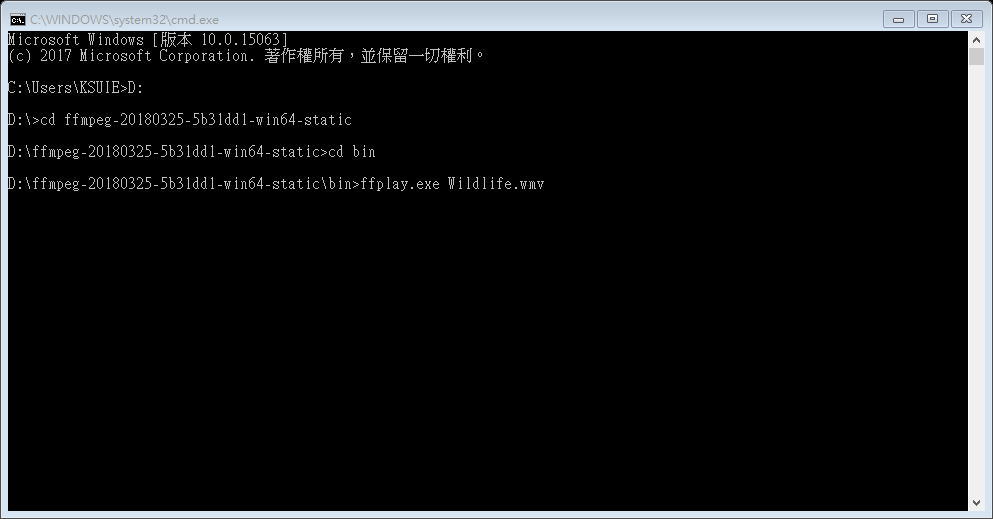 C:\WINDOWS\system32\cmd.exe
Microsoft Windows [版本 10.0.15063]
(c) 2017 Microsoft Corporation. 著作權所有，並保留一切權利。
C:\Users\KSUIE>D:
D:\>cd ffmpeg-20180325-5b31dd1-win64-static
D:\ffmpeg-20180325-5b31dd1-win64-static>cd bin
D:\ffmpeg-20180325-5b31dd1-win64-static\bin>ffplay.exe Wildlife.wmv